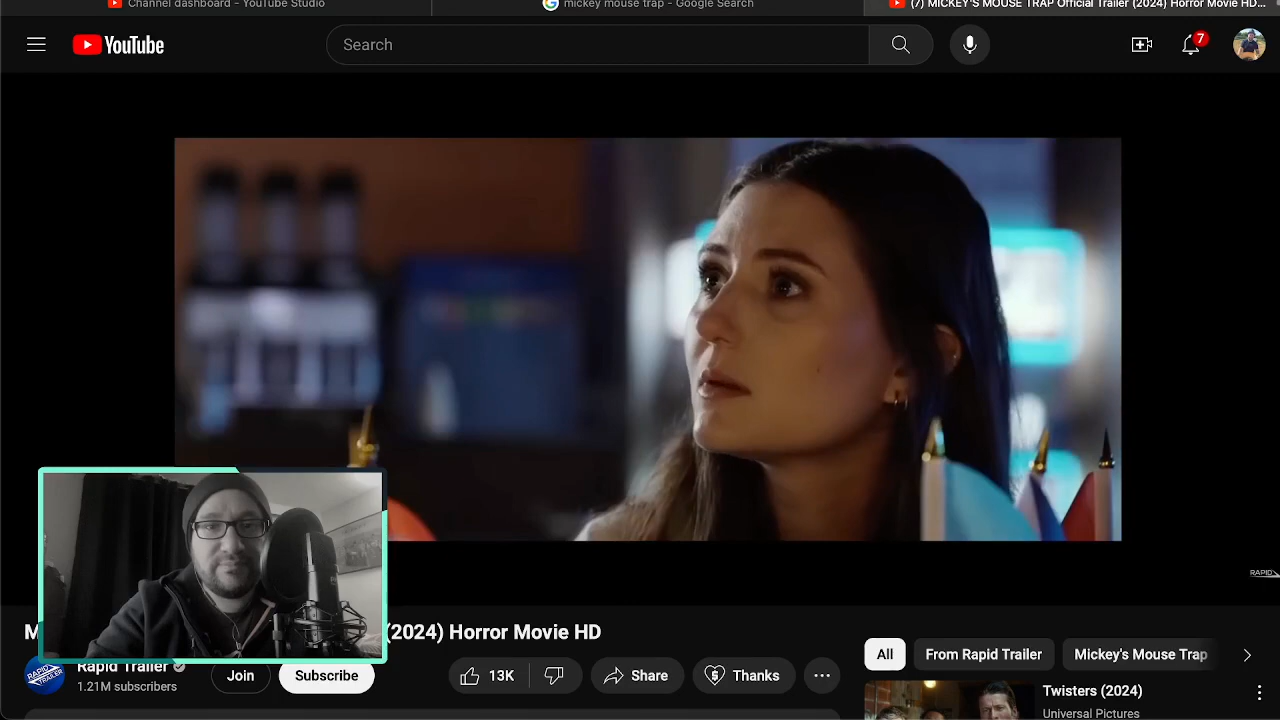 Channel dashboard - YouTube Studio
mickey mouse trap - Google Search
(7) MICKEY'S MOUSE TRAP Official Trailer (2024) Horror Movie HD...
YouTube
Search
7
RAPID
M
(2024) Horror Movie HD
Rapid Trailer
1.21M subscribers
Join
Subscribe
13K
Share
Thanks
All
From Rapid Trailer
Mickey's Mouse Trap
Twisters (2024)
Universal Pictures